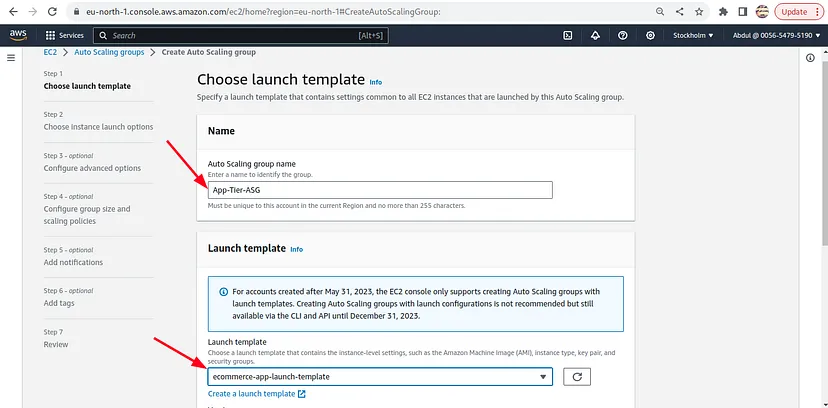 eu-north-1.console.aws.amazon.com/ec2/home?region=eu-north-1#CreateAutoScalingGroup:
Update
aws Services Search [Alt+S] Stockholm Abdul @ 0056-5479-5190
EC2 > Auto Scaling groups > Create Auto Scaling group
Step 1
Choose launch template
Step 2
Choose instance launch options
Step 3 - optional
Configure advanced options
Step 4 - optional
Configure group size and
scaling policies
Step 5 - optional
Add notifications
Step 6 - optional
Add tags
Step 7
Review
Choose launch template Info
Specify a launch template that contains settings common to all EC2 instances that are launched by this Auto Scaling group.
Name
Auto Scaling group name
Enter a name to identify the group.
App-Tier-ASG
Must be unique to this account in the current Region and no more than 255 characters.
Launch template Info
For accounts created after May 31, 2023, the EC2 console only supports creating Auto Scaling groups with
launch templates. Creating Auto Scaling groups with launch configurations is not recommended but still
available via the CLI and API until December 31, 2023.
Launch template
Choose a launch template that contains the instance-level settings, such as the Amazon Machine Image (AMI), instance type, key pair, and
security groups.
ecommerce-app-launch-template
Create a launch template